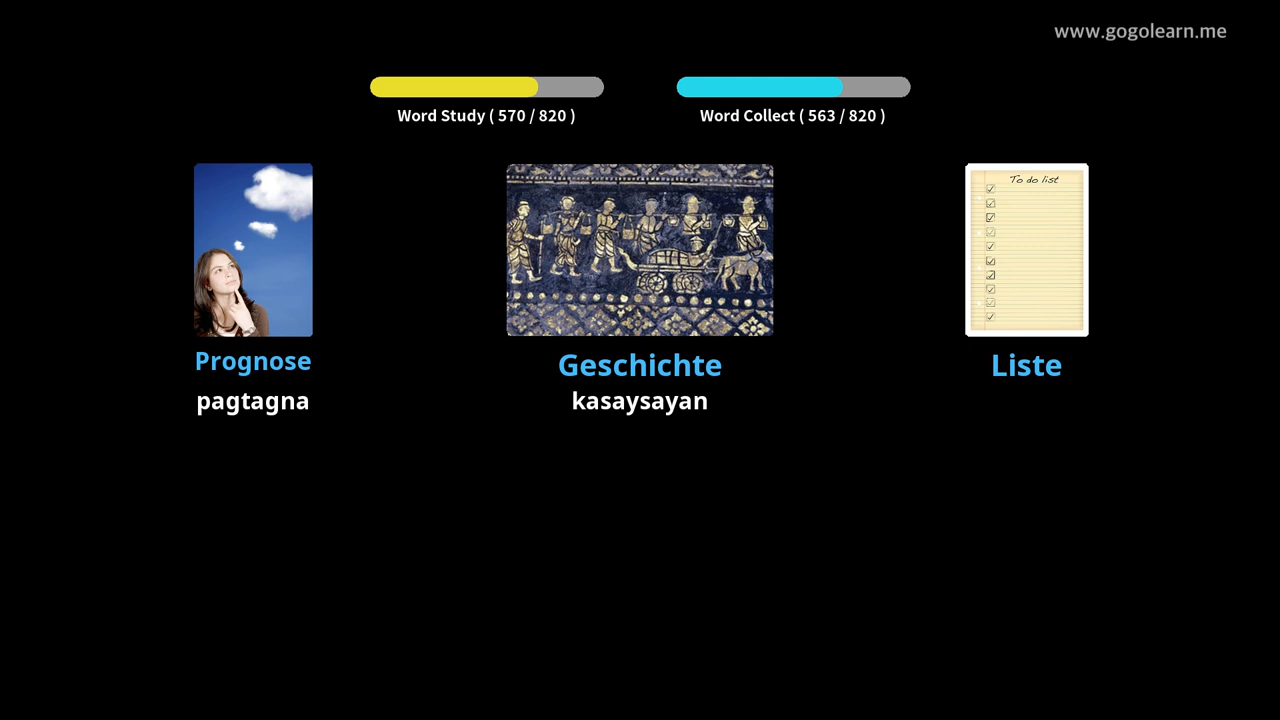 www.gogolearn.me
Word Study ( 570 / 820 )
Word Collect ( 563 / 820 )
To do list
Prognose
Geschichte
Liste
pagtagna
kasaysayan